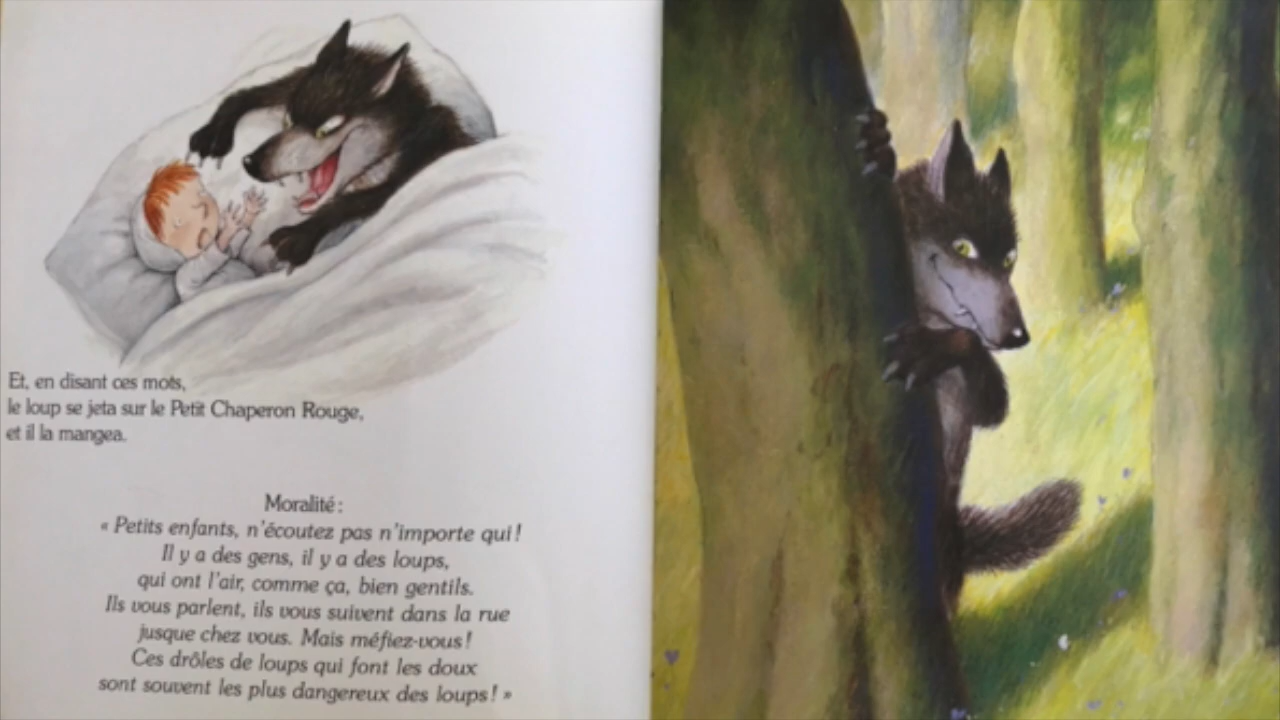 Et, en disant ces mots,
le loup se jeta sur le Petit Chaperon Rouge,
et il la mangea.
Moralité :
« Petits enfants, n'écoutez pas n'importe qui !
Il y a des gens, il y a des loups,
qui ont l'air, comme ça, bien gentils.
Ils vous parlent, ils vous suivent dans la rue
jusque chez vous. Mais méfiez-vous !
Ces drôles de loups qui font les doux
sont souvent les plus dangereux des loups ! »